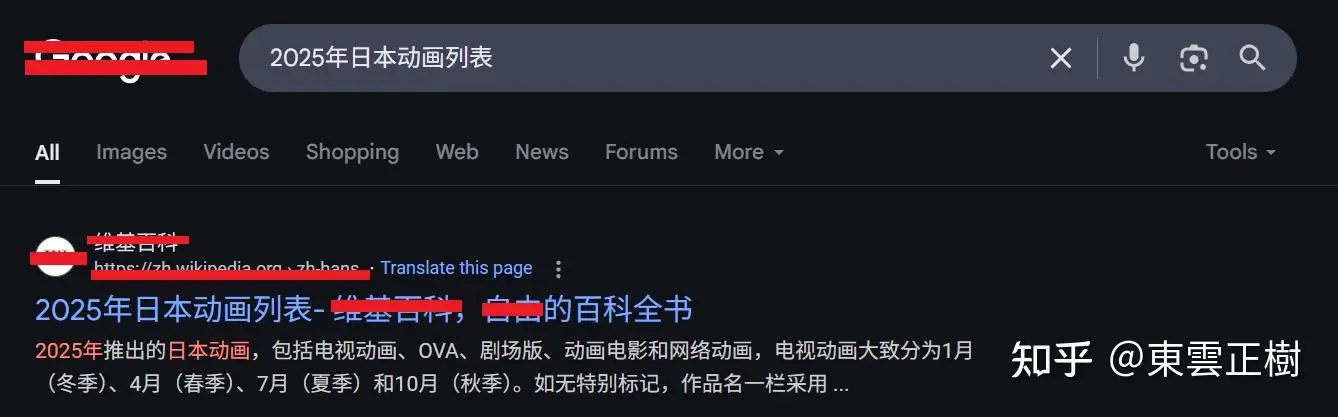 Google
2025年日本动画列表
All Images Videos Shopping Web News Forums More Tools
维基百科
https://zh.wikipedia.org › zh-hans · Translate this page
2025年日本动画列表- 维基百科，自由的百科全书
2025年推出的日本动画，包括电视动画、OVA、剧场版、动画电影和网络动画，电视动画大致分为1月
（冬季）、4月（春季）、7月（夏季）和10月（秋季）。如无特别标记，作品名一栏采用 ...
知乎 @東雲正樹